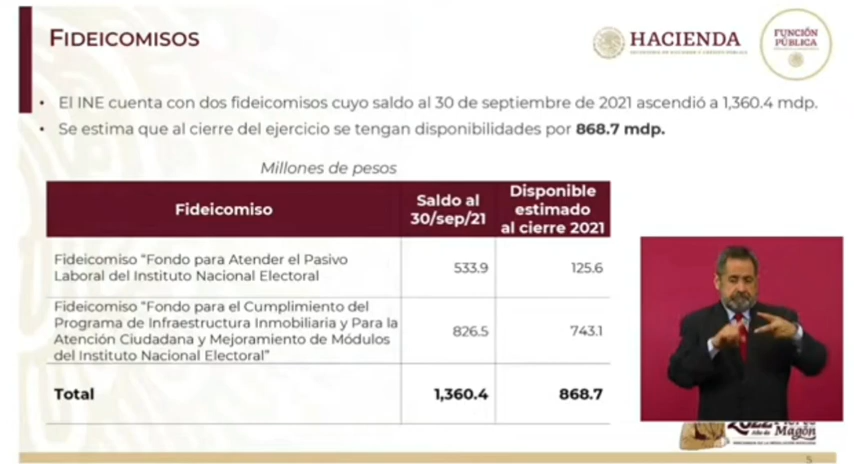 FIDEICOMISOS
HACIENDA
FUNCIÓN
PÚBLICA
• El INE cuenta con dos fideicomisos cuyo saldo al 30 de septiembre de 2021 ascendió a 1,360.4 mdp.
• Se estima que al cierre del ejercicio se tengan disponibilidades por 868.7 mdp.
Millones de pesos
Fideicomiso
Saldo al
30/sep/21
Disponible
estimado
al cierre 2021
Fideicomiso “Fondo para Atender el Pasivo
Laboral del Instituto Nacional Electoral
533.9
125.6
Fideicomiso “Fondo para el Cumplimiento del
Programa de Infraestructura Inmobiliaria y Para la
Atención Ciudadana y Mejoramiento de Módulos
del Instituto Nacional Electoral”
826.5
743.1
Total
1,360.4
868.7
Magón
5